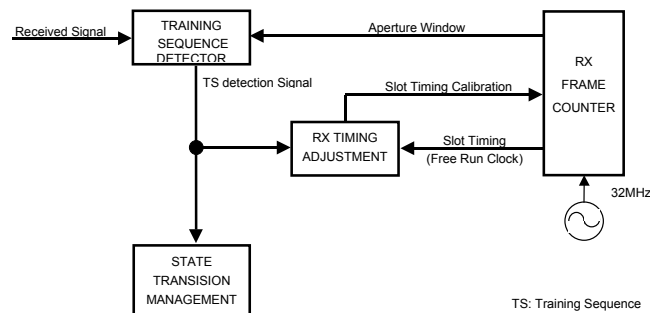 TRAINING
SEQUENCE
DETECTOR
Received Signal
Aperture Window
RX
FRAME
COUNTER
TS detection Signal
Slot Timing Calibration
RX TIMING
ADJUSTMENT
Slot Timing
(Free Run Clock)
32MHz
STATE
TRANSISION
MANAGEMENT
TS: Training Sequence